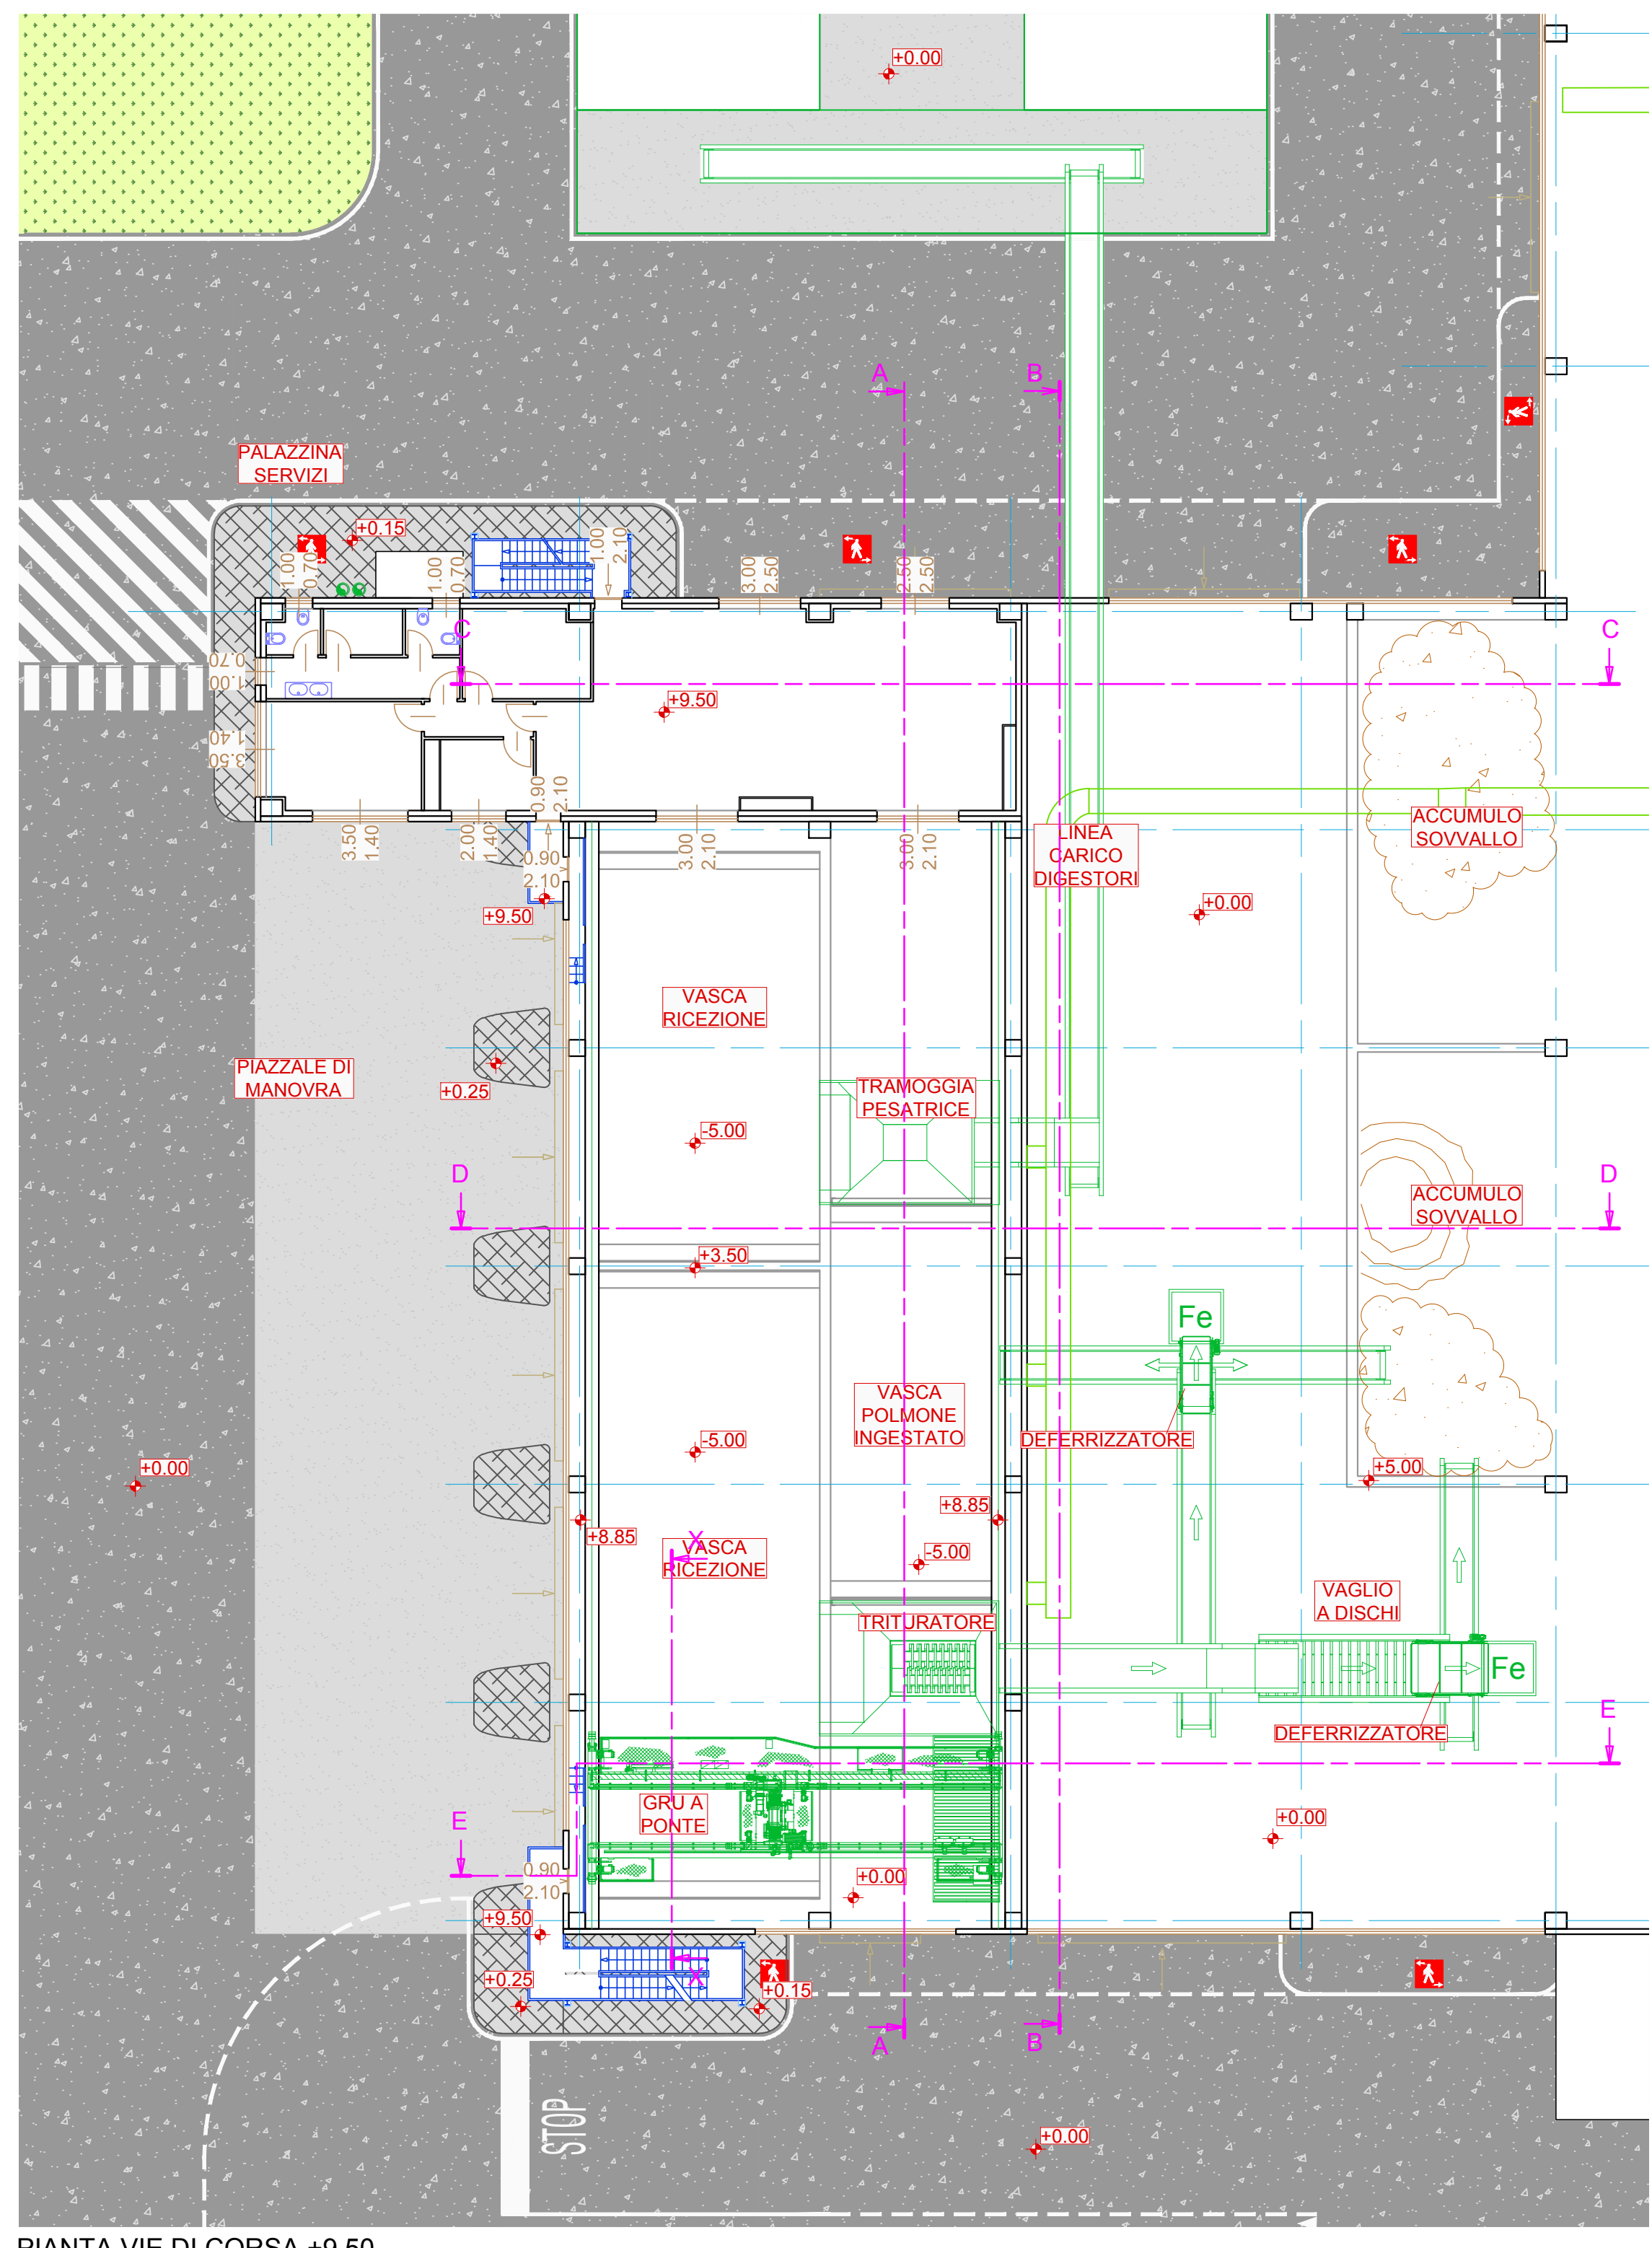 +0.00
A
B
PALAZZINA
SERVIZI
+0.15
1.00
0.70
1.00
0.70
1.00
2.10
3.00
2.50
2.50
2.50
C
C
0.70
1.00
+9.50
1.40
3.50
3.50
1.40
2.00
1.40
0.90
2.10
3.00
2.10
3.00
2.10
0.90
2.10
+9.50
LINEA
CARICO
DIGESTORI
ACCUMULO
SOVVALLO
+0.00
VASCA
RICEZIONE
PIAZZALE DI
MANOVRA
+0.25
TRAMOGGIA
PESATRICE
-5.00
D
D
ACCUMULO
SOVVALLO
+3.50
Fe
VASCA
POLMONE
INGESTATO
DEFERRIZZATORE
-5.00
+0.00
+5.00
+8.85
+8.85
X
VASCA
RICEZIONE
-5.00
VAGLIO
A DISCHI
TRITURATORE
Fe
DEFERRIZZATORE
E
E
GRU A
PONTE
+0.00
0.90
2.10
+0.00
+9.50
+0.25
X
+0.15
A
B
STOP
+0.00
PIANTA VIE DI CORSA +9.50